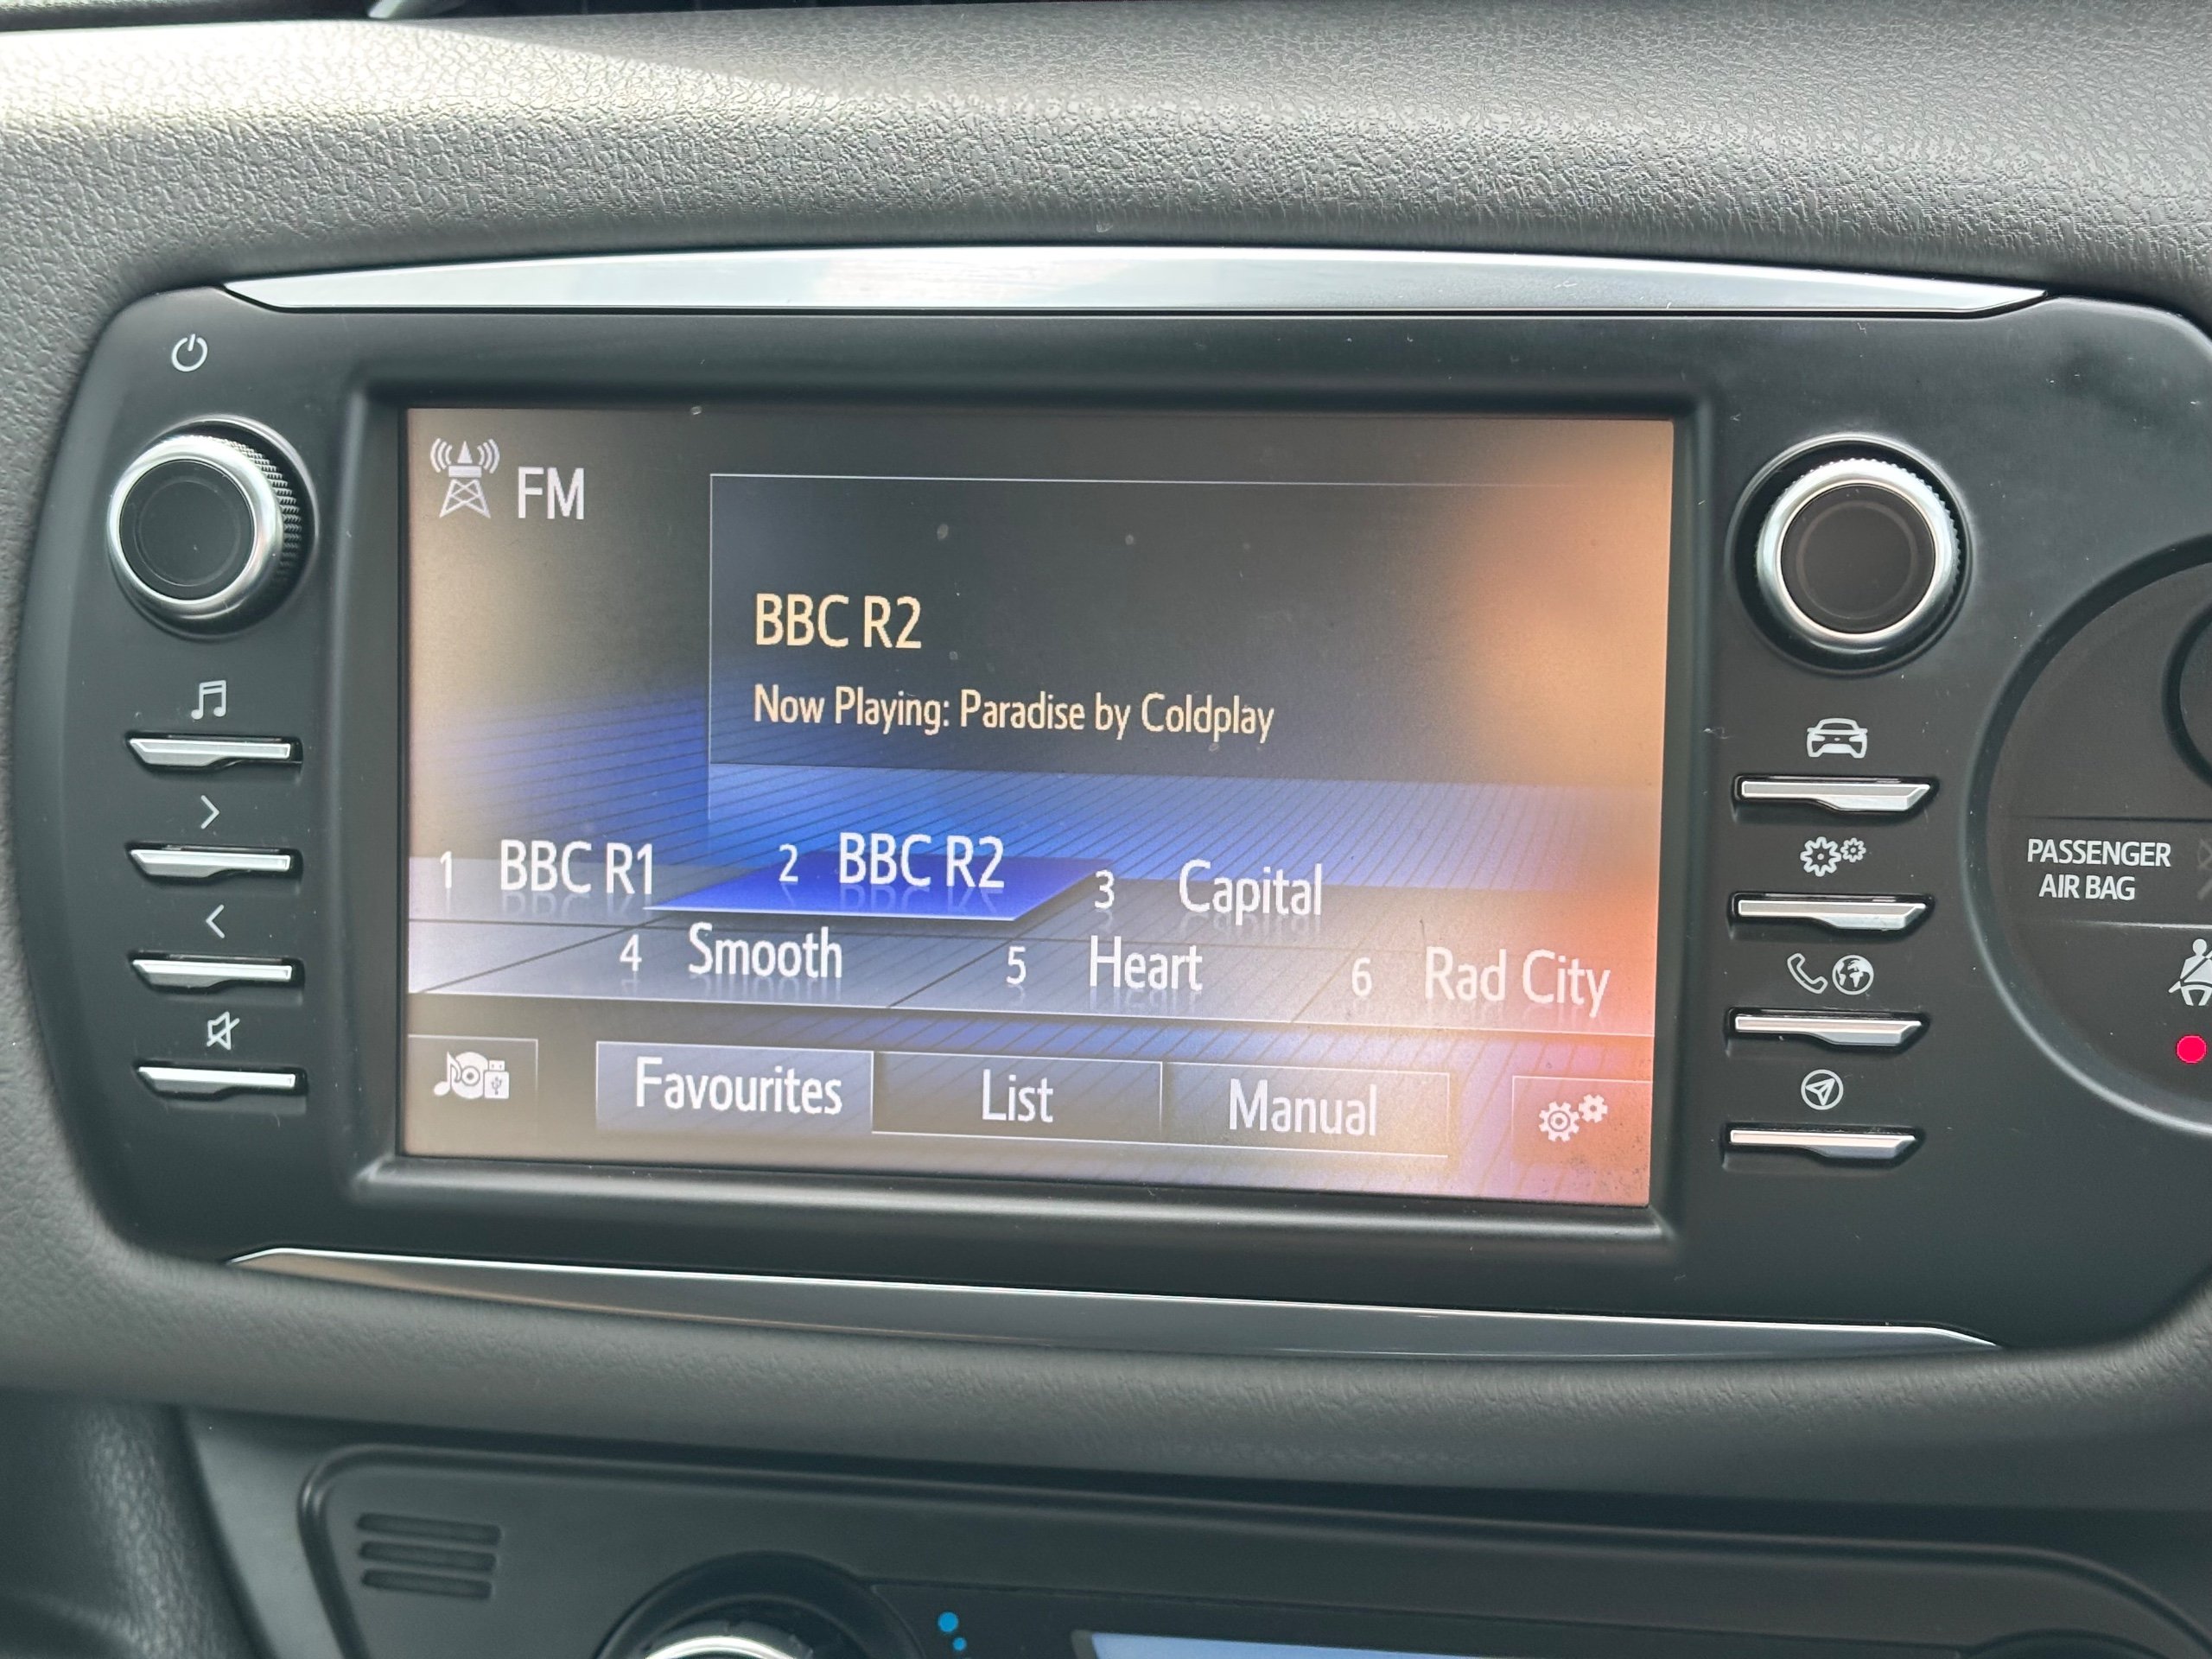 FM
BBC R2
Now Playing: Paradise by Coldplay
1 BBC R1 2 BBC R2 3 Capital
4 Smooth 5 Heart 6 Rad City
Favourites List Manual
PASSENGER
AIR BAG